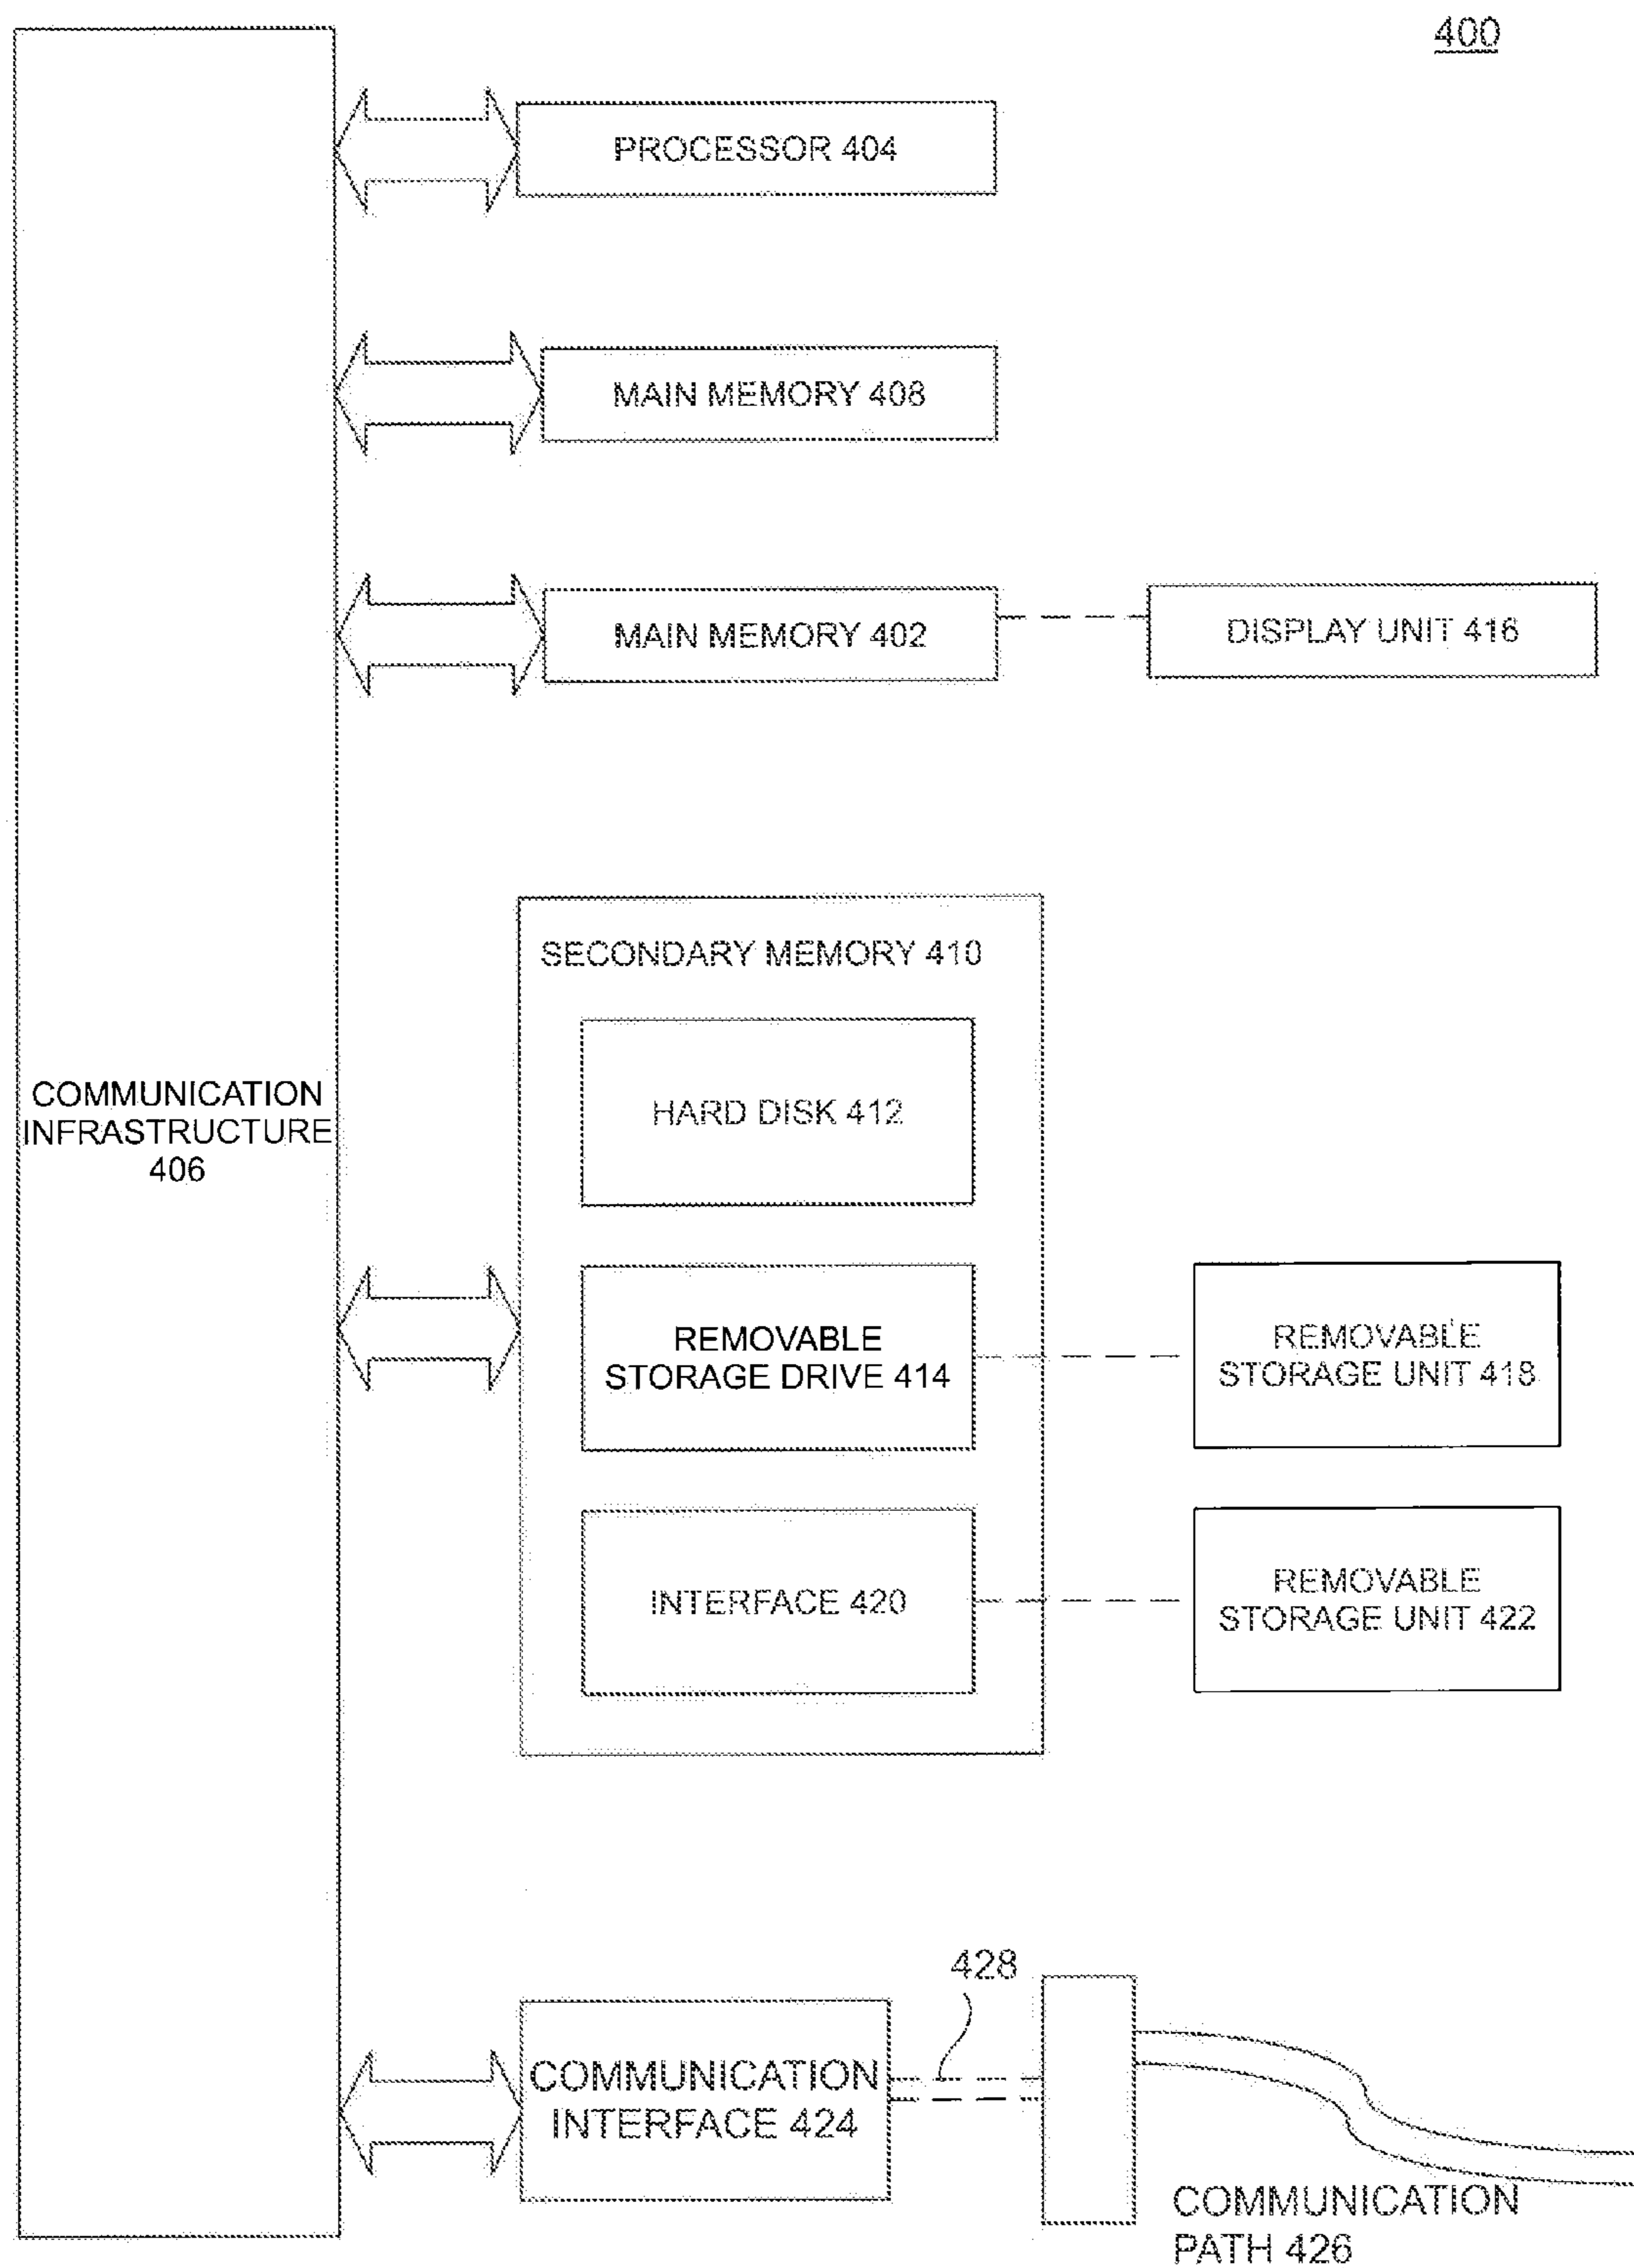 400
PROCESSOR 404
MAIN MEMORY 408
MAIN MEMORY 402
DISPLAY UNIT 416
SECONDARY MEMORY 410
HARD DISK 412
COMMUNICATION
INFRASTRUCTURE
406
REMOVABLE
STORAGE DRIVE 414
REMOVABLE
STORAGE UNIT 418
INTERFACE 420
REMOVABLE
STORAGE UNIT 422
428
COMMUNICATION
INTERFACE 424
COMMUNICATION
PATH 426